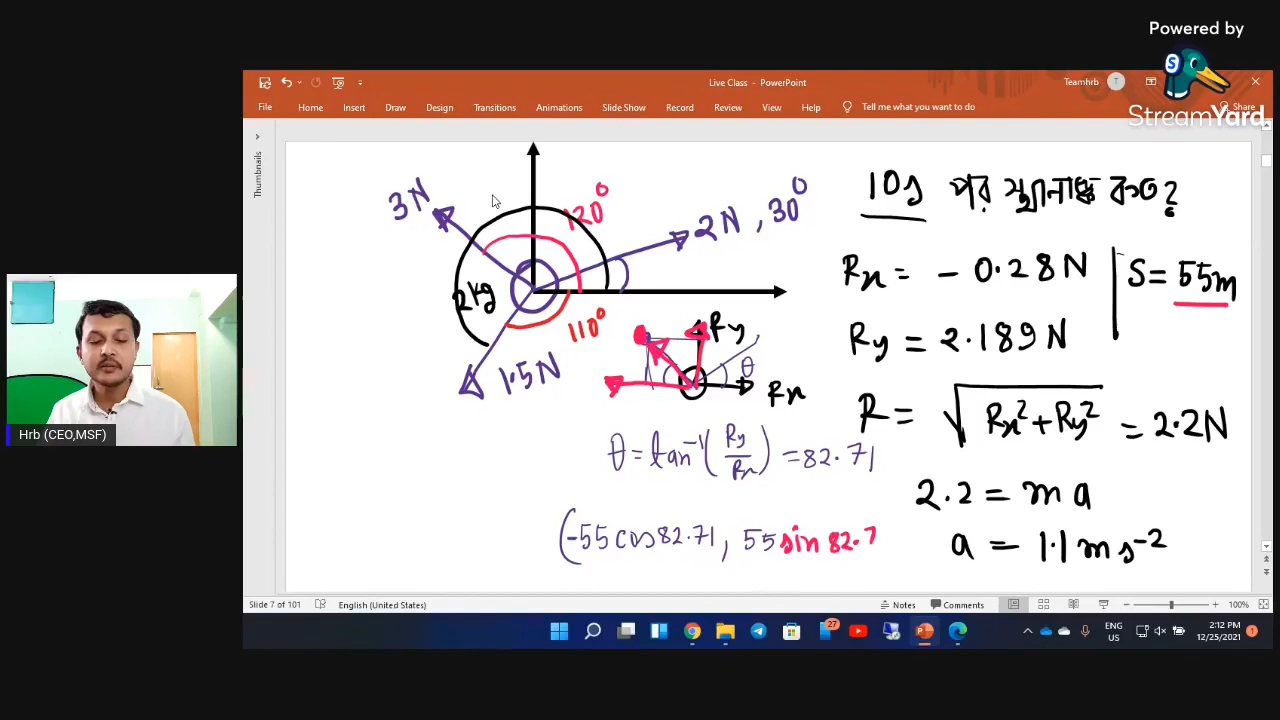 Powered by
StreamYard
Live Class - PowerPoint
Teamhrb
T
File
Home
Insert
Draw
Design
Transitions
Animations
Slide Show
Record
Review
View
Help
Tell me what you want to do
Share
Thumbnails
3N
120°
2N, 30°
2kg
110°
1.5N
Ry
θ
Rx
θ = tan⁻¹(Ry/Rx) = 82.71
(-55 cos 82.71, 55 sin 82.7
10s পর স্থানাঙ্ক কত?
Rx = - 0.28 N
S = 55m
Ry = 2.189 N
R = √Rx²+Ry² = 2.2N
2.2 = m a
a = 1.1 m s⁻²
Hrb (CEO,MSF)
Slide 7 of 101
English (United States)
Notes
Comments
100%
27
ENG
US
2:12 PM
12/25/2021
1